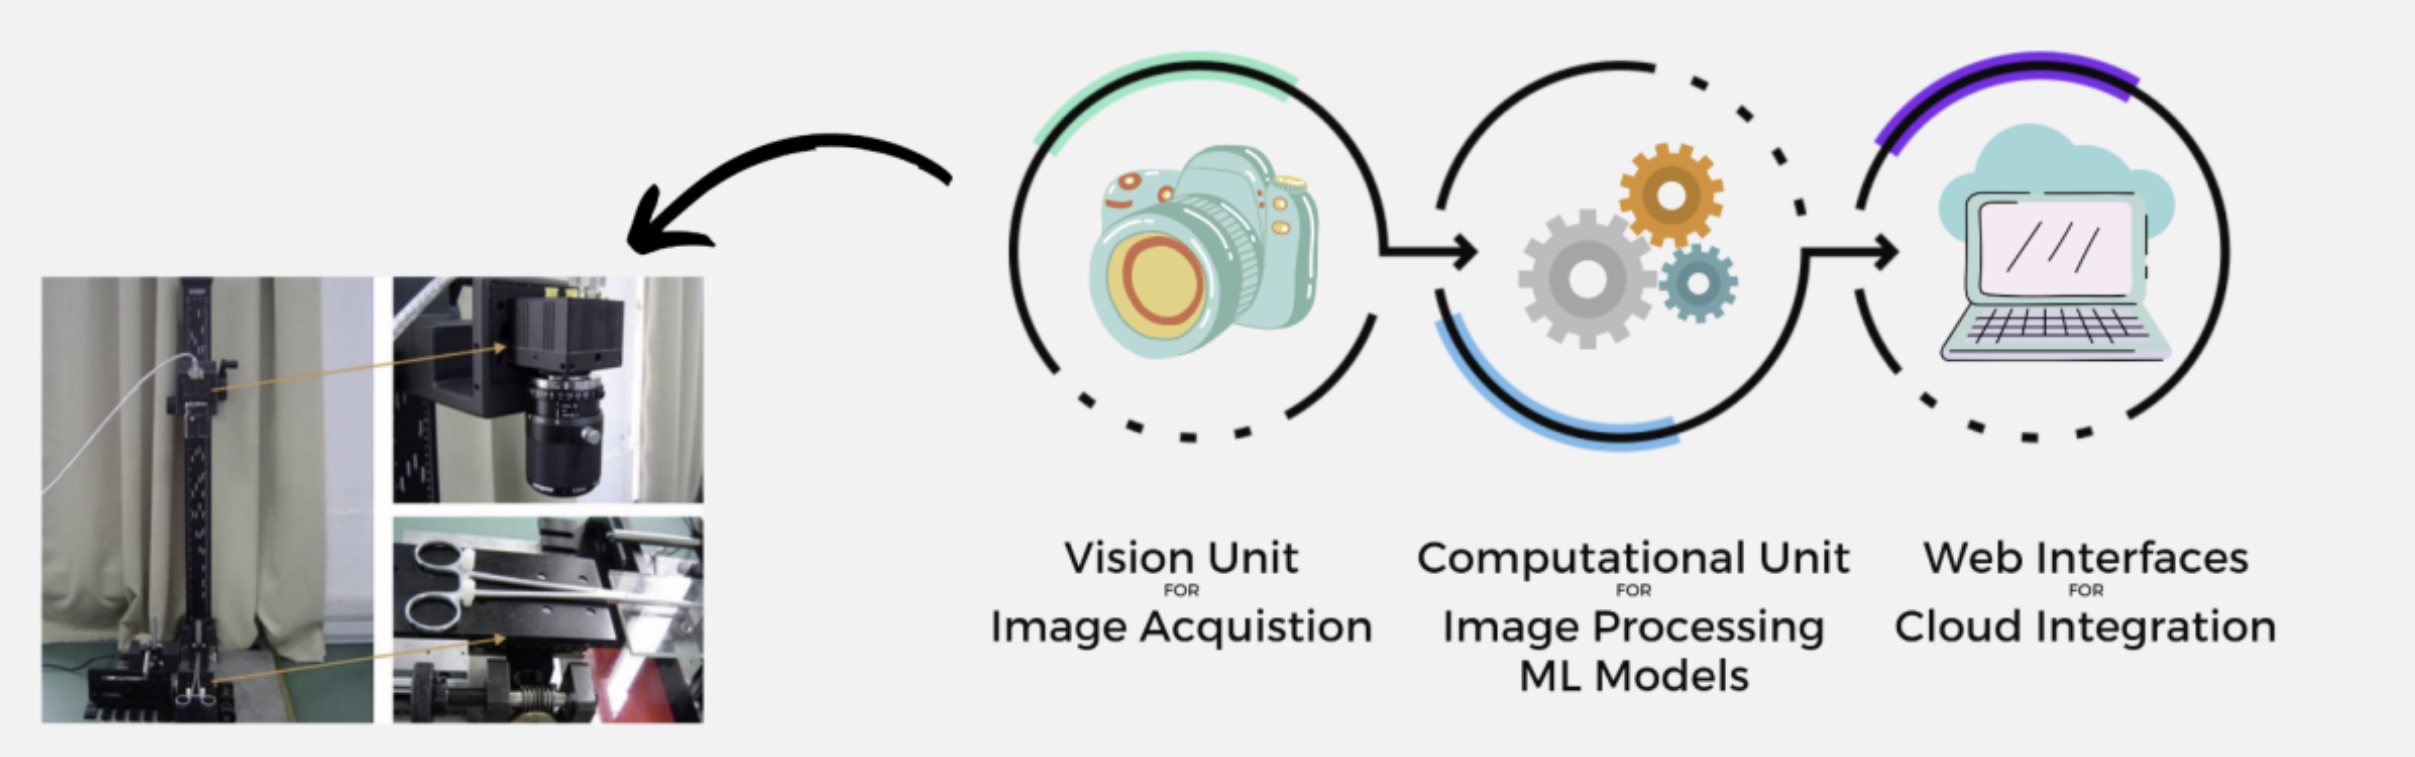 Vision Unit
FOR
Image Acquistion
Computational Unit
FOR
Image Processing
ML Models
Web Interfaces
FOR
Cloud Integration